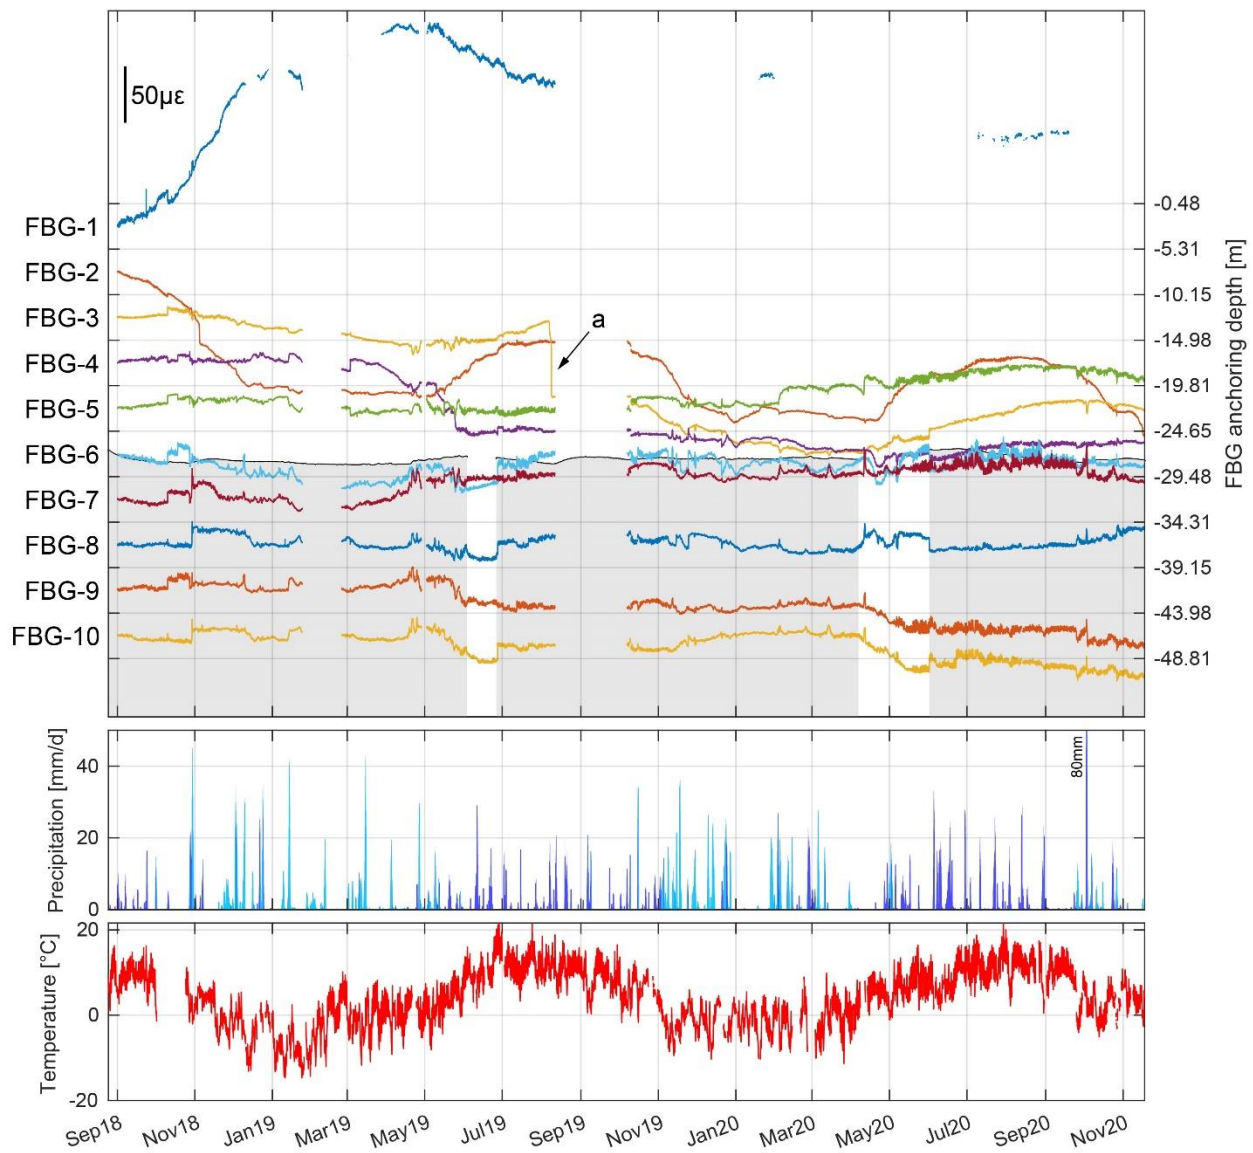 50µε
FBG-1
FBG-2
FBG-3
FBG-4
FBG-5
FBG-6
FBG-7
FBG-8
FBG-9
FBG-10
a
-0.48
-5.31
-10.15
-14.98
-19.81
-24.65
-29.48
-34.31
-39.15
-43.98
-48.81
FBG anchoring depth [m]
Precipitation [mm/d]
40
20
0
80mm
Temperature [°C]
20
0
-20
Sep18 Nov18 Jan19 Mar19 May19 Jul19 Sep19 Nov19 Jan20 Mar20 May20 Jul20 Sep20 Nov20